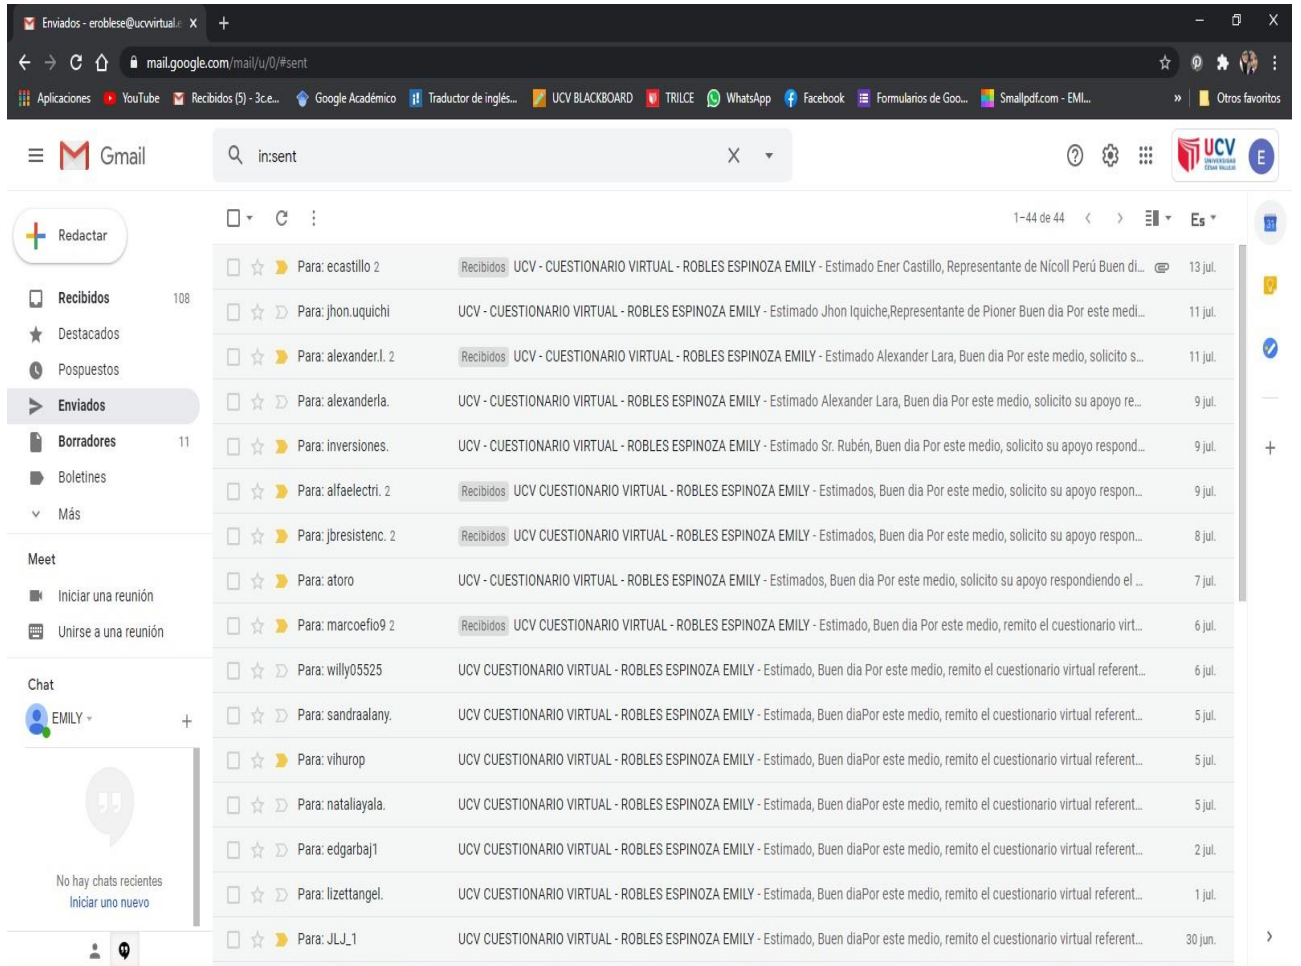 Enviados - eroblese@ucvvirtual.e X +
mail.google.com/mail/u/0/#sent
Aplicaciones YouTube Recibidos (5) - 3c.e... Google Académico Traductor de inglés... UCV BLACKBOARD TRILCE WhatsApp Facebook Formularios de Goo... Smallpdf.com - EMI... » Otros favoritos
Gmail in:sent UCV UNIVERSIDAD CÉSAR VALLEJO E
Redactar
1–44 de 44 Es
Recibidos 108
Destacados
Pospuestos
Enviados
Borradores 11
Boletines
Más
Meet
Iniciar una reunión
Unirse a una reunión
Chat
EMILY
No hay chats recientes
Iniciar uno nuevo
Para: ecastillo 2 Recibidos UCV - CUESTIONARIO VIRTUAL - ROBLES ESPINOZA EMILY - Estimado Ener Castillo, Representante de Nícoll Perú Buen di... 13 jul.
Para: jhon.uquichi UCV - CUESTIONARIO VIRTUAL - ROBLES ESPINOZA EMILY - Estimado Jhon Iquiche,Representante de Pioner Buen dia Por este medi... 11 jul.
Para: alexander.l. 2 Recibidos UCV - CUESTIONARIO VIRTUAL - ROBLES ESPINOZA EMILY - Estimado Alexander Lara, Buen dia Por este medio, solicito s... 11 jul.
Para: alexanderla. UCV - CUESTIONARIO VIRTUAL - ROBLES ESPINOZA EMILY - Estimado Alexander Lara, Buen dia Por este medio, solicito su apoyo re... 9 jul.
Para: inversiones. UCV - CUESTIONARIO VIRTUAL - ROBLES ESPINOZA EMILY - Estimado Sr. Rubén, Buen dia Por este medio, solicito su apoyo respond... 9 jul.
Para: alfaelectri. 2 Recibidos UCV CUESTIONARIO VIRTUAL - ROBLES ESPINOZA EMILY - Estimados, Buen dia Por este medio, solicito su apoyo respon... 9 jul.
Para: jbresistenc. 2 Recibidos UCV CUESTIONARIO VIRTUAL - ROBLES ESPINOZA EMILY - Estimados, Buen dia Por este medio, solicito su apoyo respon... 8 jul.
Para: atoro UCV - CUESTIONARIO VIRTUAL - ROBLES ESPINOZA EMILY - Estimados, Buen dia Por este medio, solicito su apoyo respondiendo el ... 7 jul.
Para: marcoefio9 2 Recibidos UCV CUESTIONARIO VIRTUAL - ROBLES ESPINOZA EMILY - Estimado, Buen dia Por este medio, remito el cuestionario virt... 6 jul.
Para: willy05525 UCV CUESTIONARIO VIRTUAL - ROBLES ESPINOZA EMILY - Estimado, Buen dia Por este medio, remito el cuestionario virtual referent... 6 jul.
Para: sandraalany. UCV CUESTIONARIO VIRTUAL - ROBLES ESPINOZA EMILY - Estimada, Buen diaPor este medio, remito el cuestionario virtual referent... 5 jul.
Para: vihurop UCV CUESTIONARIO VIRTUAL - ROBLES ESPINOZA EMILY - Estimado, Buen diaPor este medio, remito el cuestionario virtual referent... 5 jul.
Para: nataliayala. UCV CUESTIONARIO VIRTUAL - ROBLES ESPINOZA EMILY - Estimada, Buen diaPor este medio, remito el cuestionario virtual referent... 5 jul.
Para: edgarbaj1 UCV CUESTIONARIO VIRTUAL - ROBLES ESPINOZA EMILY - Estimado, Buen diaPor este medio, remito el cuestionario virtual referent... 2 jul.
Para: lizettangel. UCV CUESTIONARIO VIRTUAL - ROBLES ESPINOZA EMILY - Estimada, Buen diaPor este medio, remito el cuestionario virtual referent... 1 jul.
Para: JLJ_1 UCV CUESTIONARIO VIRTUAL - ROBLES ESPINOZA EMILY - Estimado, Buen diaPor este medio, remito el cuestionario virtual referent... 30 jun.
31